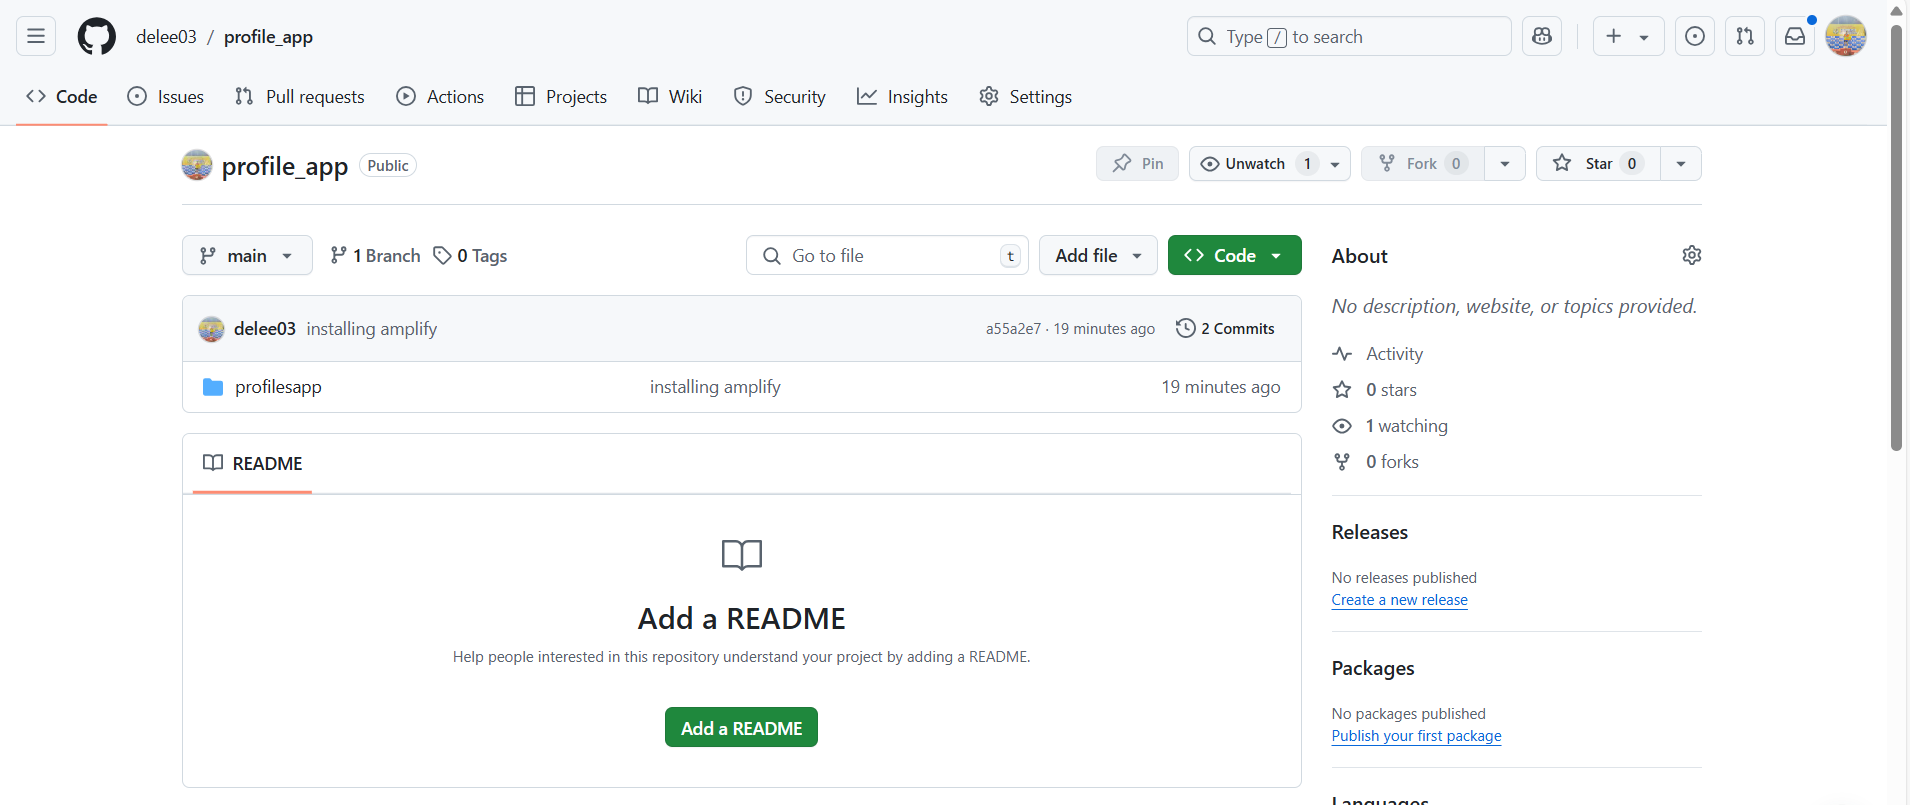 delee03 / profile_app
Type / to search
Code
Issues
Pull requests
Actions
Projects
Wiki
Security
Insights
Settings
profile_app Public
Pin
Unwatch 1
Fork 0
Star 0
main
1 Branch
0 Tags
Go to file t
Add file
Code
delee03 installing amplify a55a2e7 · 19 minutes ago 2 Commits
profilesapp installing amplify 19 minutes ago
README
Add a README
Help people interested in this repository understand your project by adding a README.
Add a README
About
No description, website, or topics provided.
Activity
0 stars
1 watching
0 forks
Releases
No releases published
Create a new release
Packages
No packages published
Publish your first package
Languages